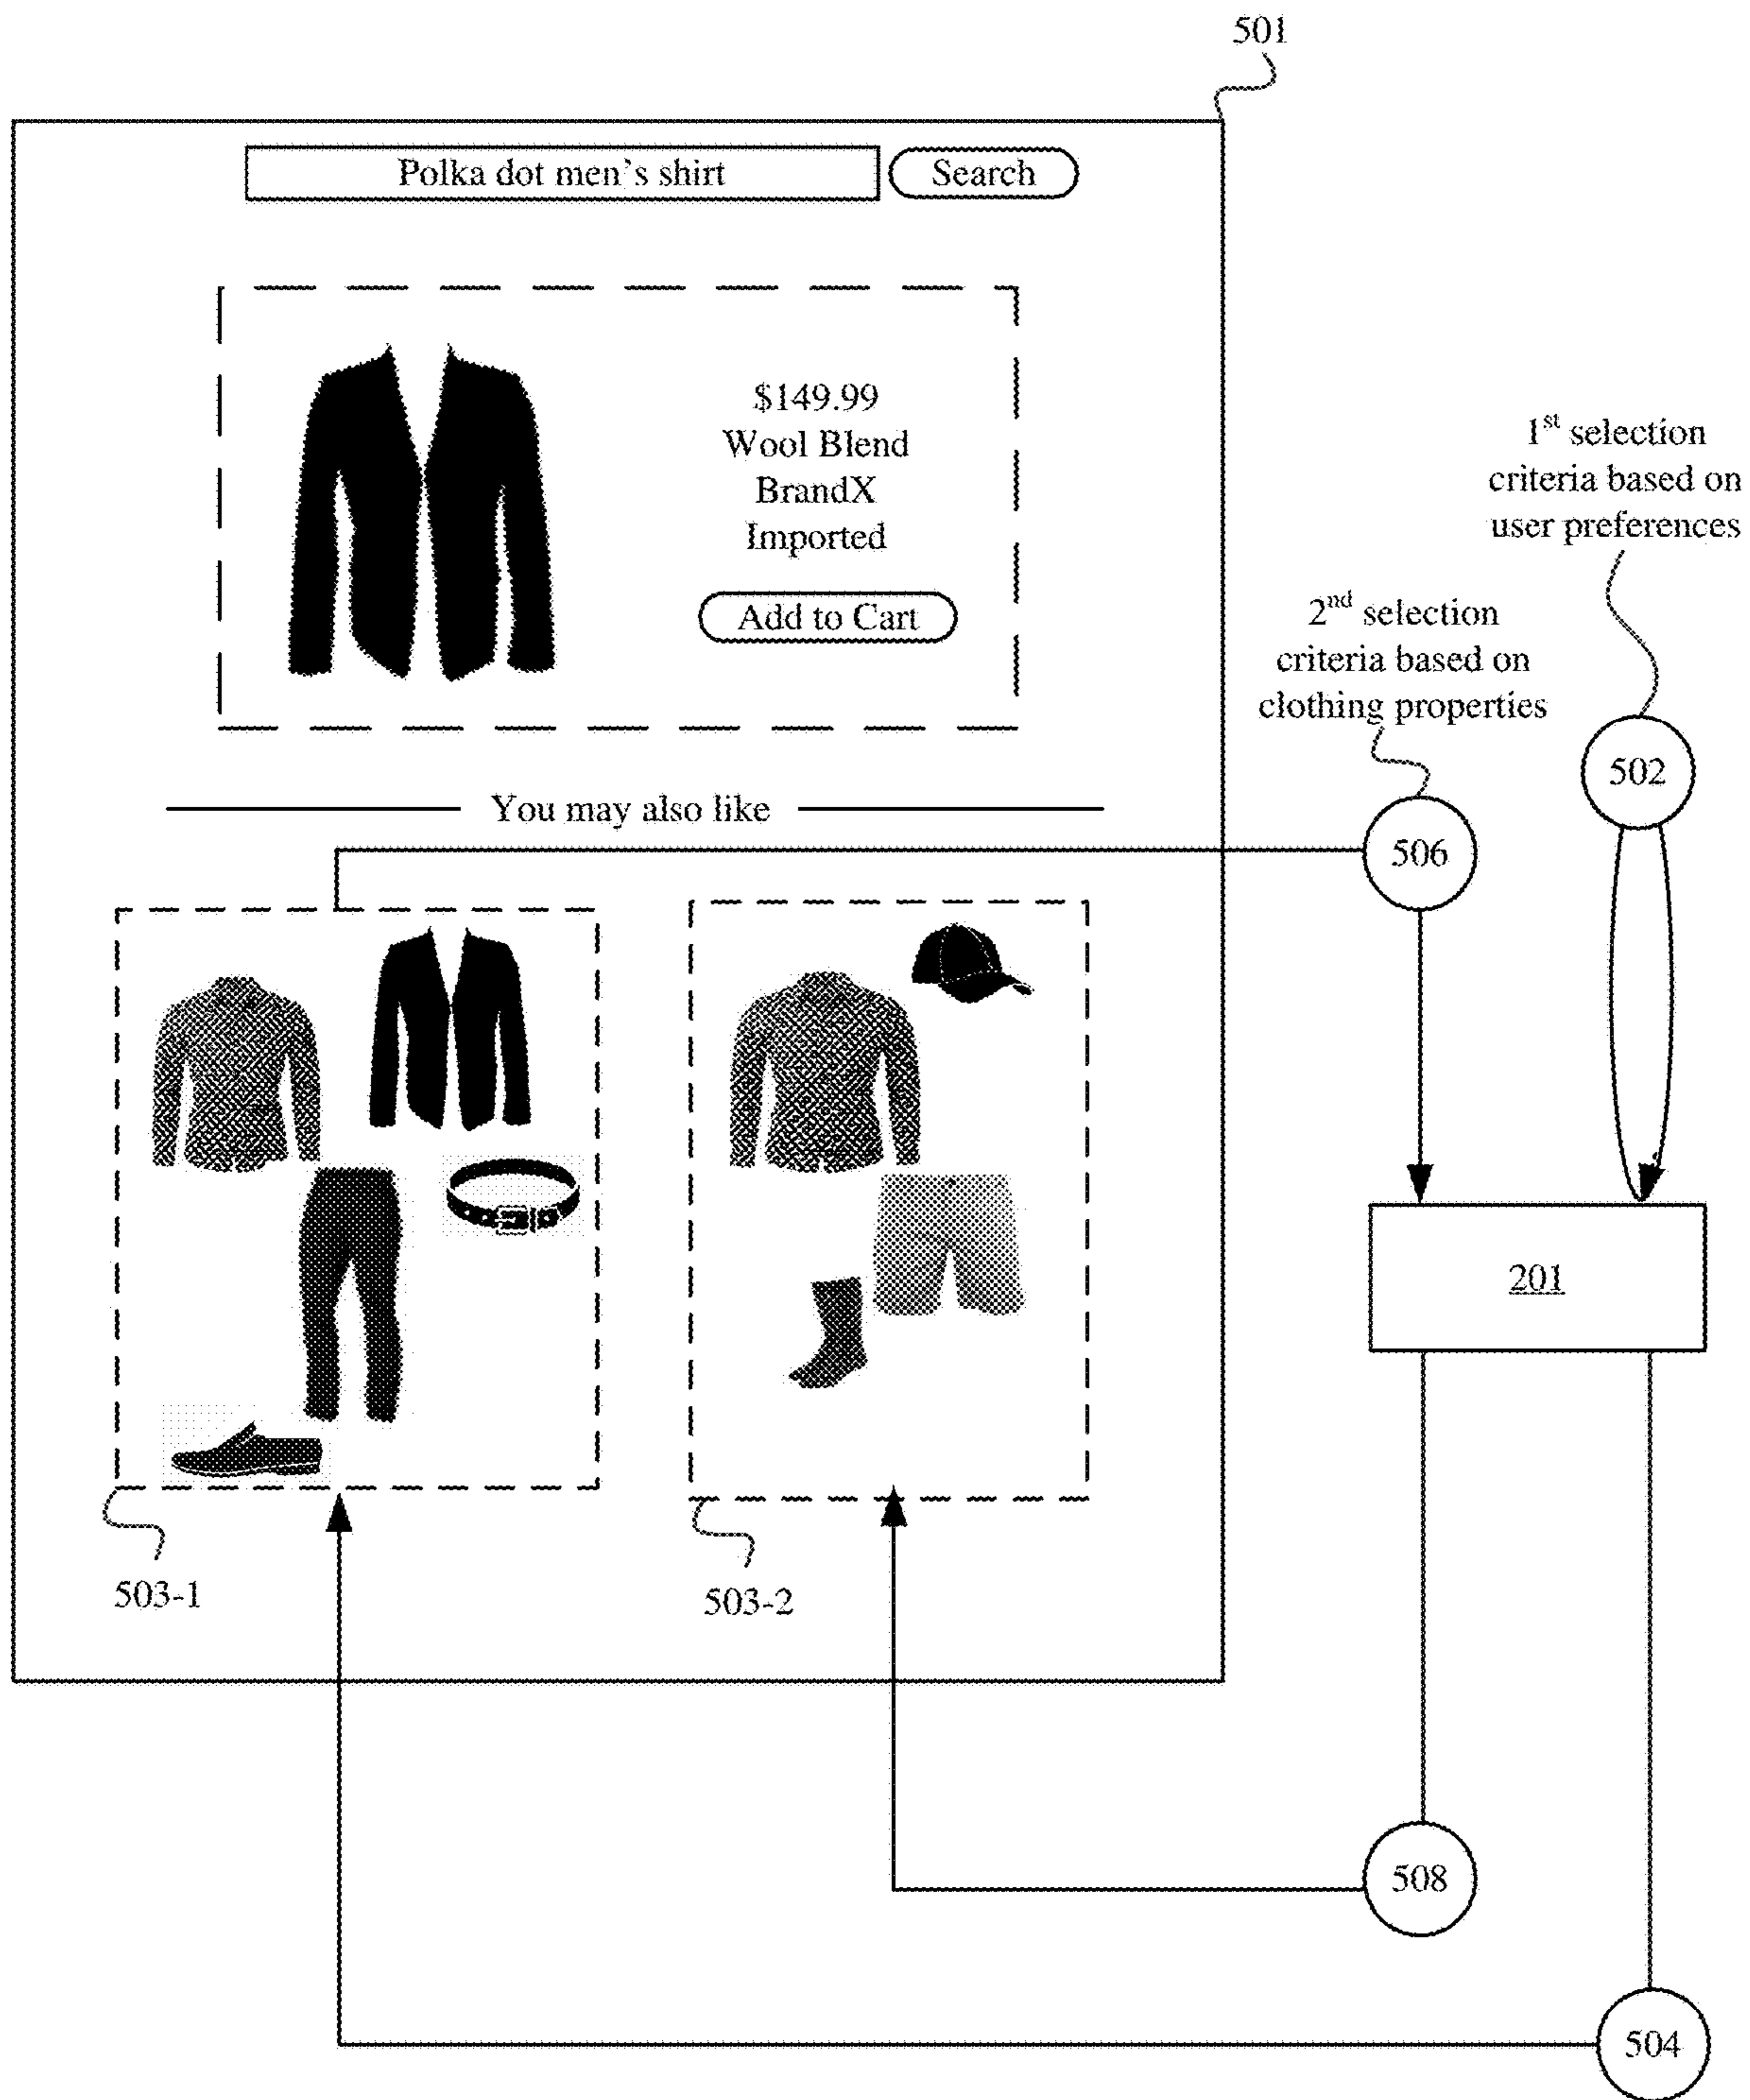 501
Polka dot men's shirt
Search
$149.99
Wool Blend
BrandX
Imported
Add to Cart
1st selection
criteria based on
user preferences
2nd selection
criteria based on
clothing properties
502
You may also like
506
201
503-1
503-2
508
504